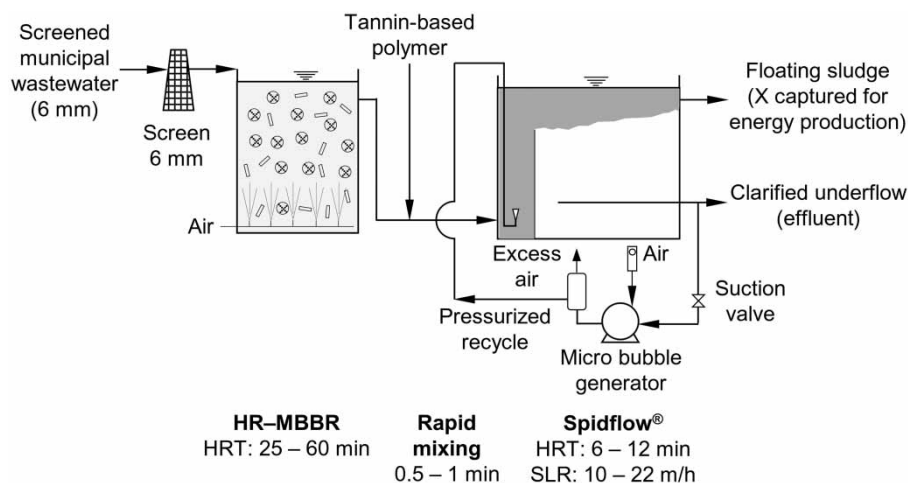 Screened
municipal
wastewater
(6 mm)
Screen
6 mm
Air
Tannin-based
polymer
Floating sludge
(X captured for
energy production)
Clarified underflow
(effluent)
Excess
air
Air
Suction
valve
Pressurized
recycle
Micro bubble
generator
HR–MBBR
HRT: 25 – 60 min
Rapid
mixing
0.5 – 1 min
Spidflow®
HRT: 6 – 12 min
SLR: 10 – 22 m/h